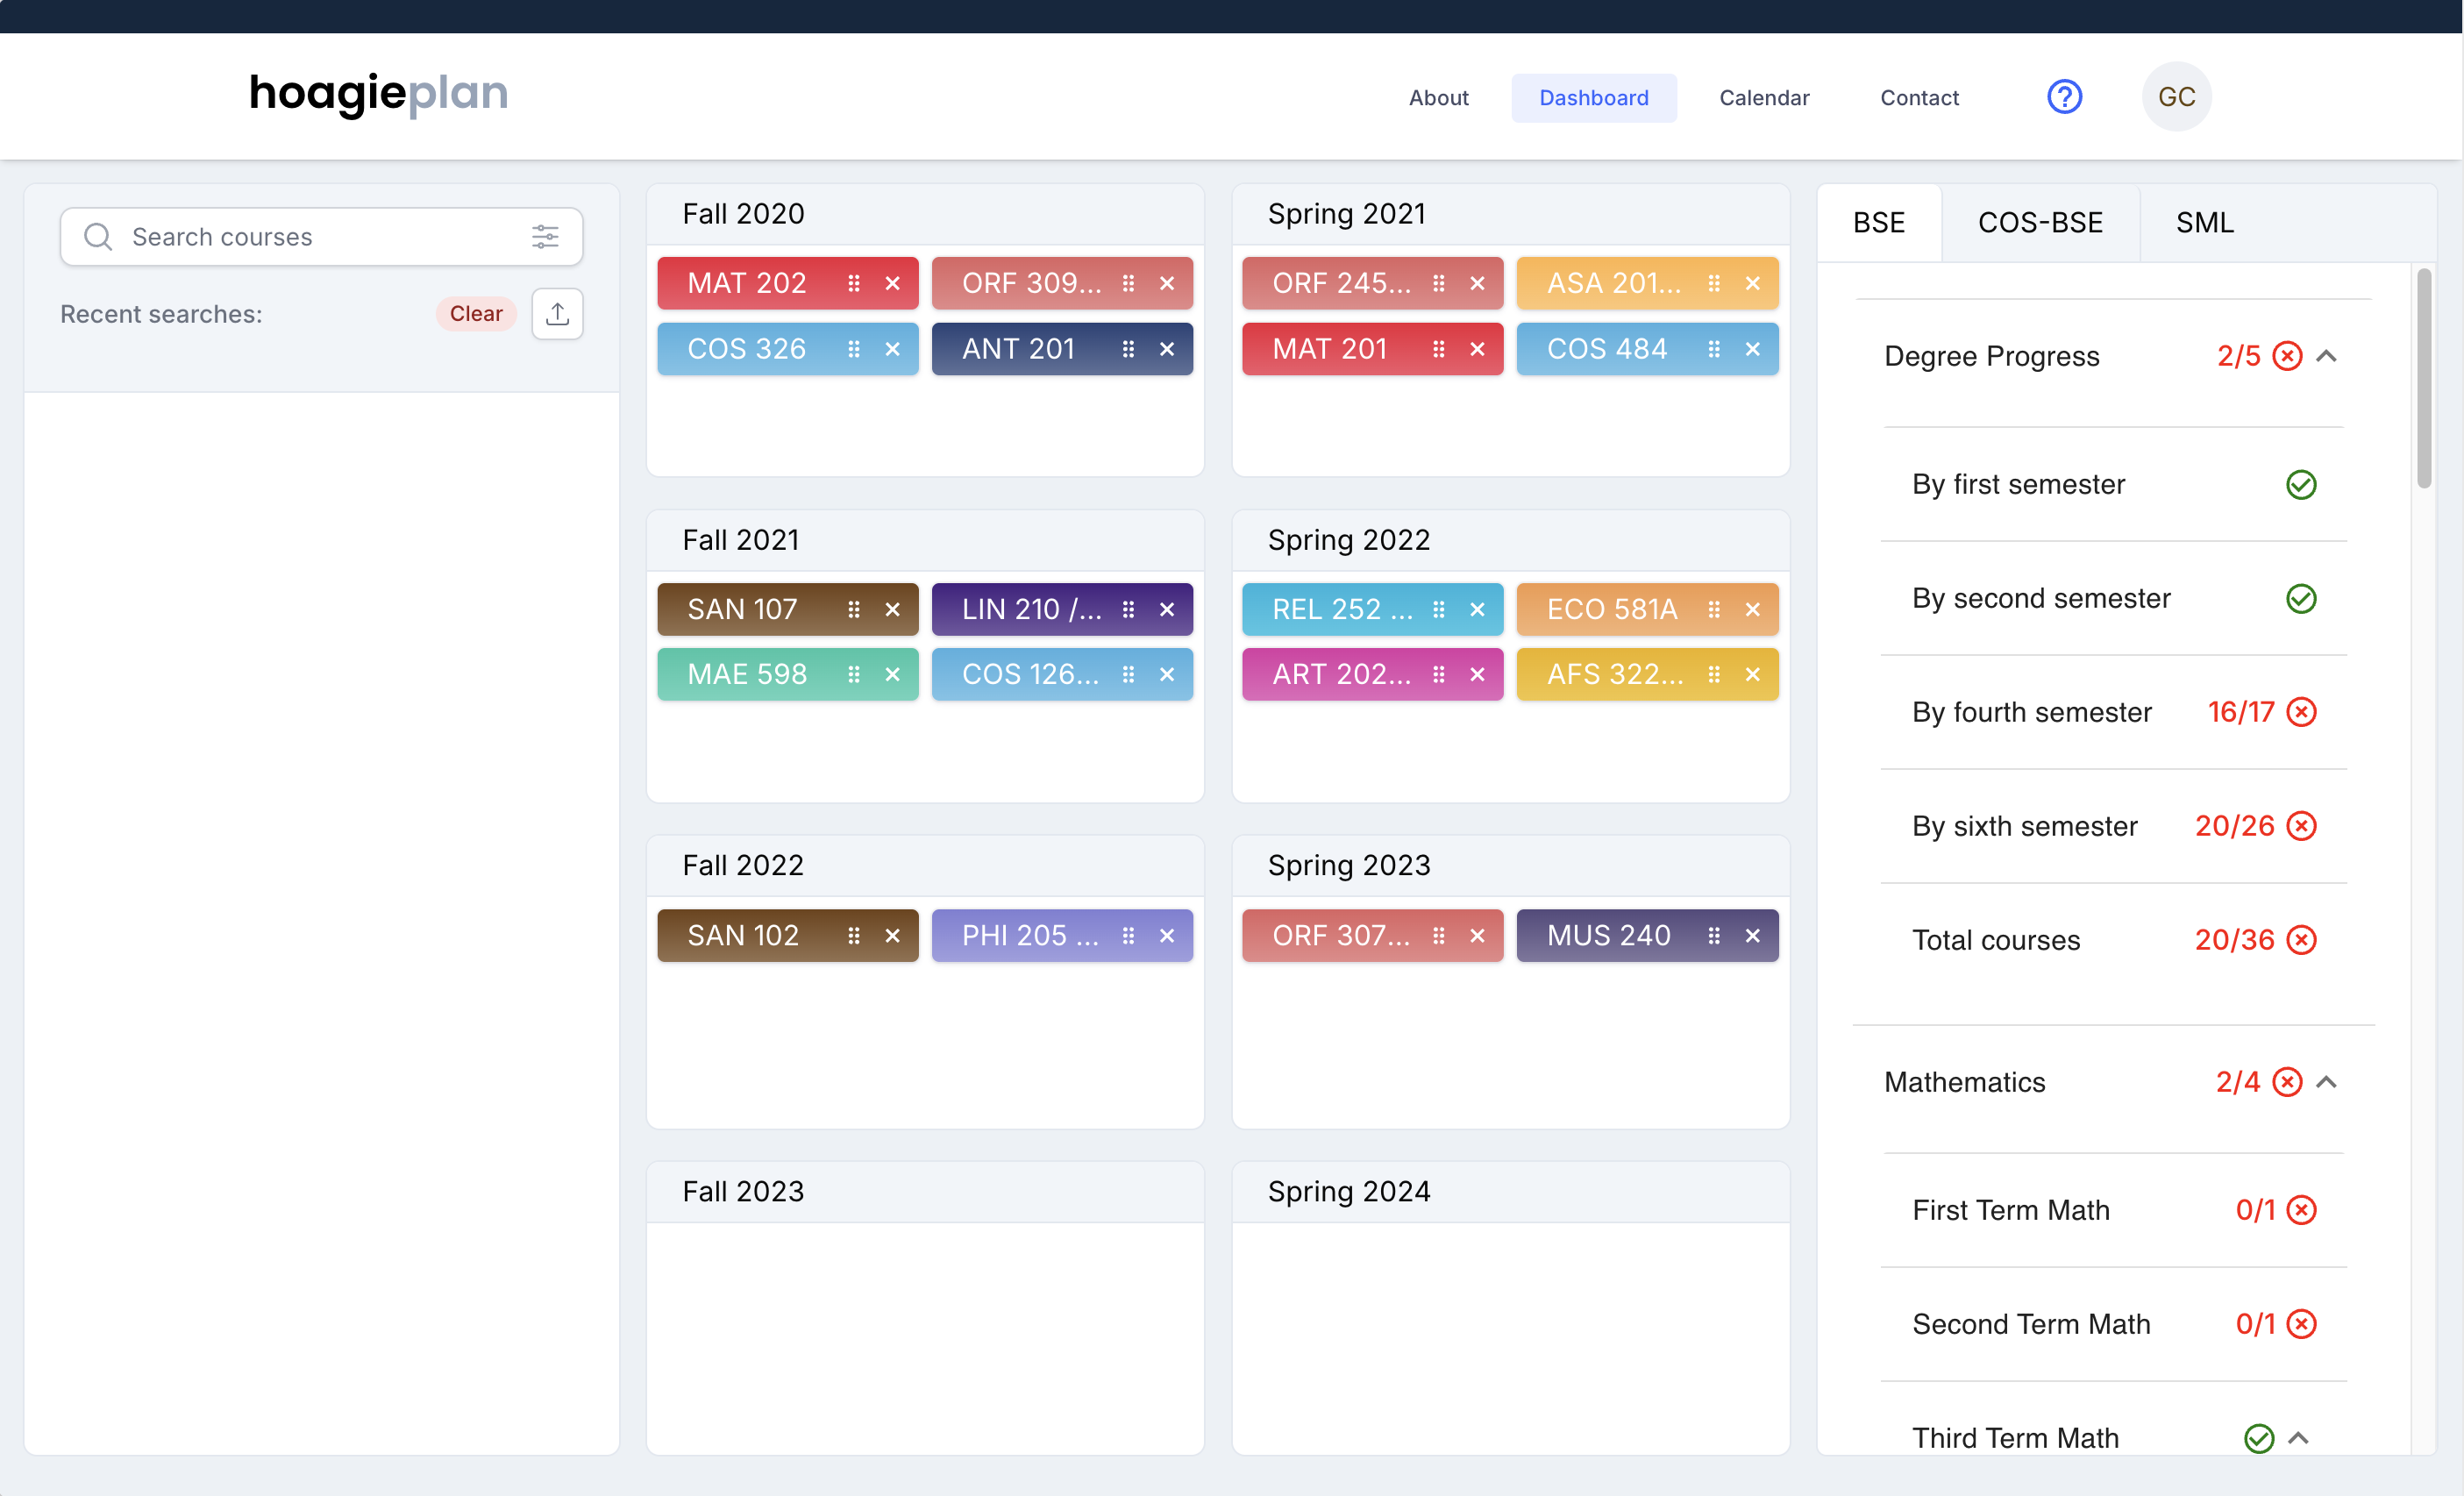 hoagieplan
About
Dashboard
Calendar
Contact
?
GC
Search courses
Recent searches:
Clear
Fall 2020
MAT 202
ORF 309...
COS 326
ANT 201
Spring 2021
ORF 245...
ASA 201...
MAT 201
COS 484
Fall 2021
SAN 107
LIN 210 /...
MAE 598
COS 126...
Spring 2022
REL 252 ...
ECO 581A
ART 202...
AFS 322...
Fall 2022
SAN 102
PHI 205 ...
Spring 2023
ORF 307...
MUS 240
Fall 2023
Spring 2024
BSE
COS-BSE
SML
Degree Progress 2/5
By first semester
By second semester
By fourth semester 16/17
By sixth semester 20/26
Total courses 20/36
Mathematics 2/4
First Term Math 0/1
Second Term Math 0/1
Third Term Math